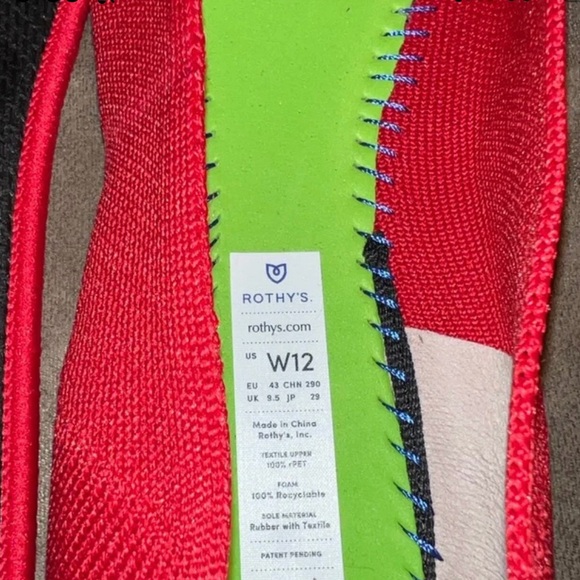 ROTHY'S.
rothys.com
US W12
EU 43 CHN 290
UK 9.5 JP 29
Made in China
Rothy's, Inc.
TEXTILE UPPER
100% rPET
FOAM
100% Recyclable
SOLE MATERIAL
Rubber with Textile
PATENT PENDING